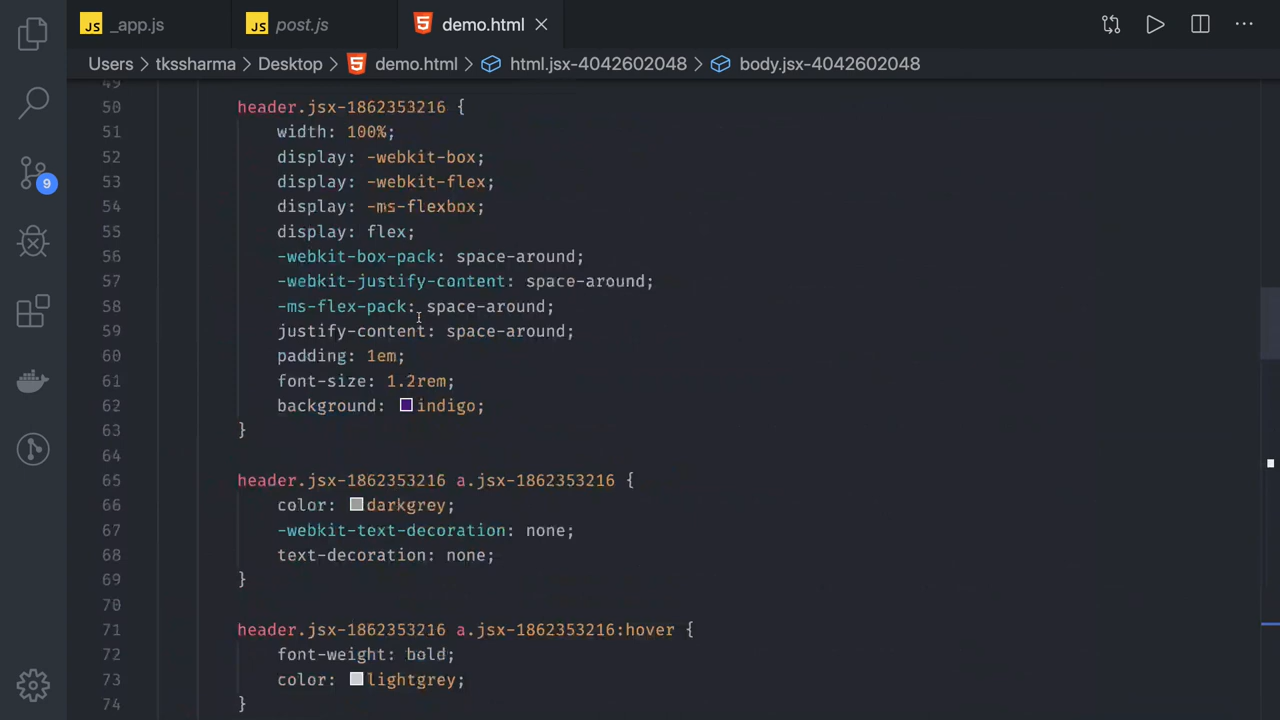 JS _app.js JS post.js 5 demo.html
Users > tkssharma > Desktop > 5 demo.html > html.jsx-4042602048 > body.jsx-4042602048
49
50 header.jsx-1862353216 {
51 width: 100%;
52 display: -webkit-box;
53 display: -webkit-flex;
54 display: -ms-flexbox;
55 display: flex;
56 -webkit-box-pack: space-around;
57 -webkit-justify-content: space-around;
58 -ms-flex-pack: space-around;
59 justify-content: space-around;
60 padding: 1em;
61 font-size: 1.2rem;
62 background: indigo;
63 }
64
65 header.jsx-1862353216 a.jsx-1862353216 {
66 color: darkgrey;
67 -webkit-text-decoration: none;
68 text-decoration: none;
69 }
70
71 header.jsx-1862353216 a.jsx-1862353216:hover {
72 font-weight: bold;
73 color: lightgrey;
74 }
9